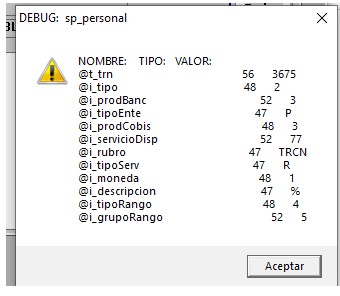 DEBUG: sp_personal
NOMBRE: TIPO: VALOR:
@t_trn 56 3675
@i_tipo 48 2
@i_prodBanc 52 3
@i_tipoEnte 47 P
@i_prodCobis 48 3
@i_servicioDisp 52 77
@i_rubro 47 TRCN
@i_tipoServ 47 R
@i_moneda 48 1
@i_descripcion 47 %
@i_tipoRango 48 4
@i_grupoRango 52 5
Aceptar